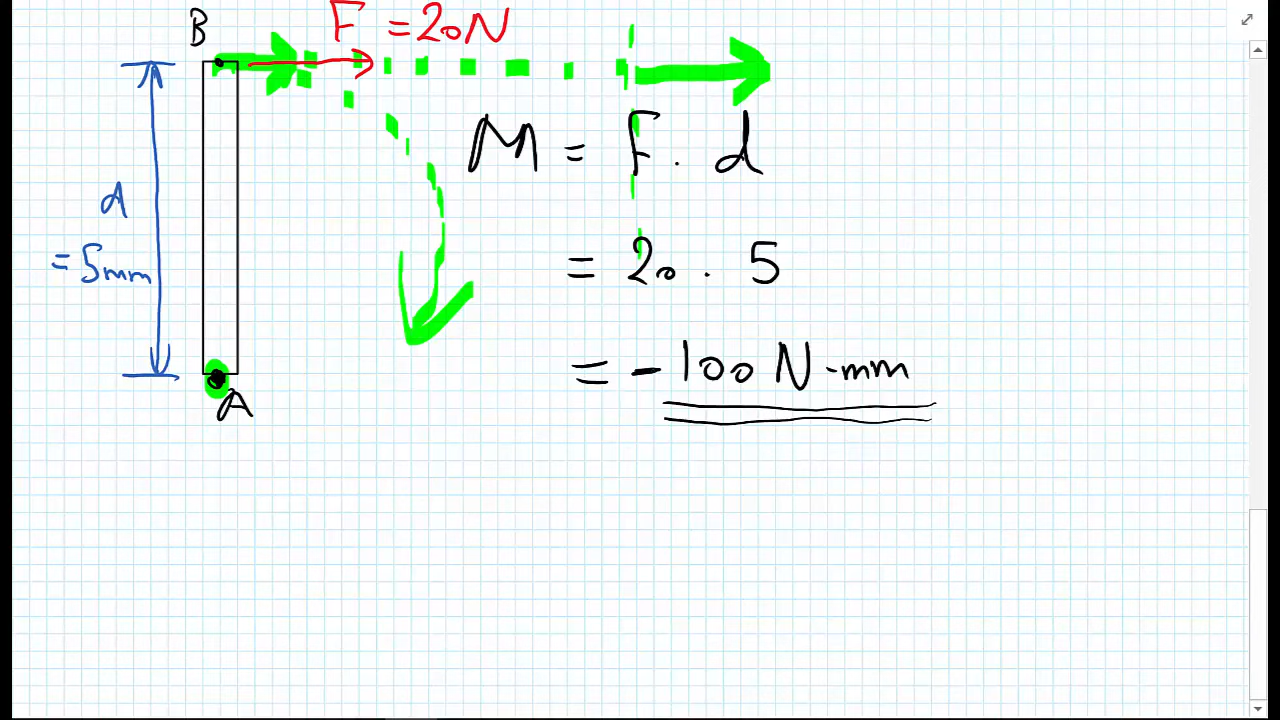 B
F = 20N
M = F . d
d
= 5mm
= 20 . 5
= -100 N·mm
A